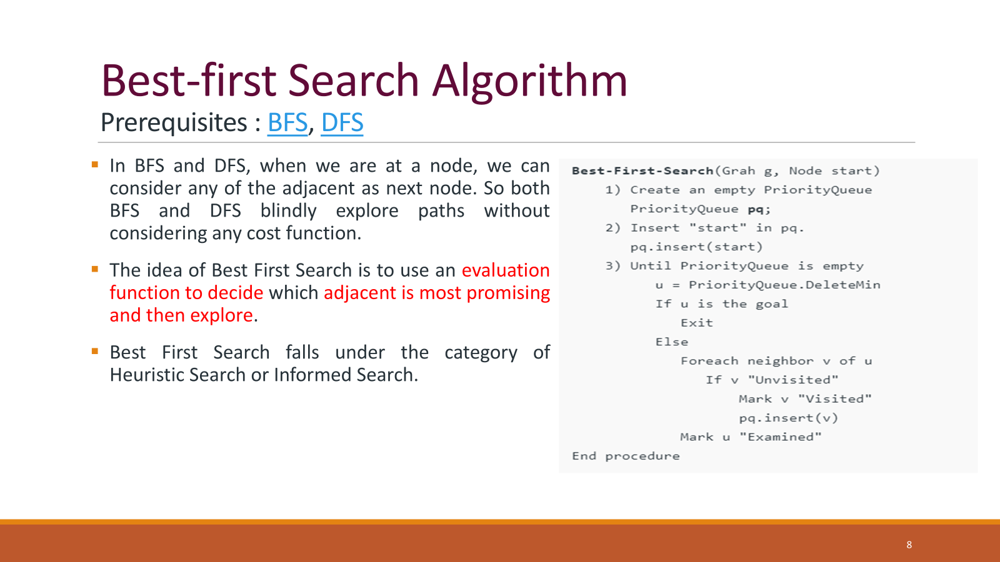 Best-first Search Algorithm
Prerequisites : BFS, DFS
In BFS and DFS, when we are at a node, we can
consider any of the adjacent as next node. So both
BFS and DFS blindly explore paths without
considering any cost function.
The idea of Best First Search is to use an evaluation
function to decide which adjacent is most promising
and then explore.
Best First Search falls under the category of
Heuristic Search or Informed Search.
Best-First-Search(Grah g, Node start)
1) Create an empty PriorityQueue
PriorityQueue pq;
2) Insert "start" in pq.
pq.insert(start)
3) Until PriorityQueue is empty
u = PriorityQueue.DeleteMin
If u is the goal
Exit
Else
Foreach neighbor v of u
If v "Unvisited"
Mark v "Visited"
pq.insert(v)
Mark u "Examined"
End procedure
8